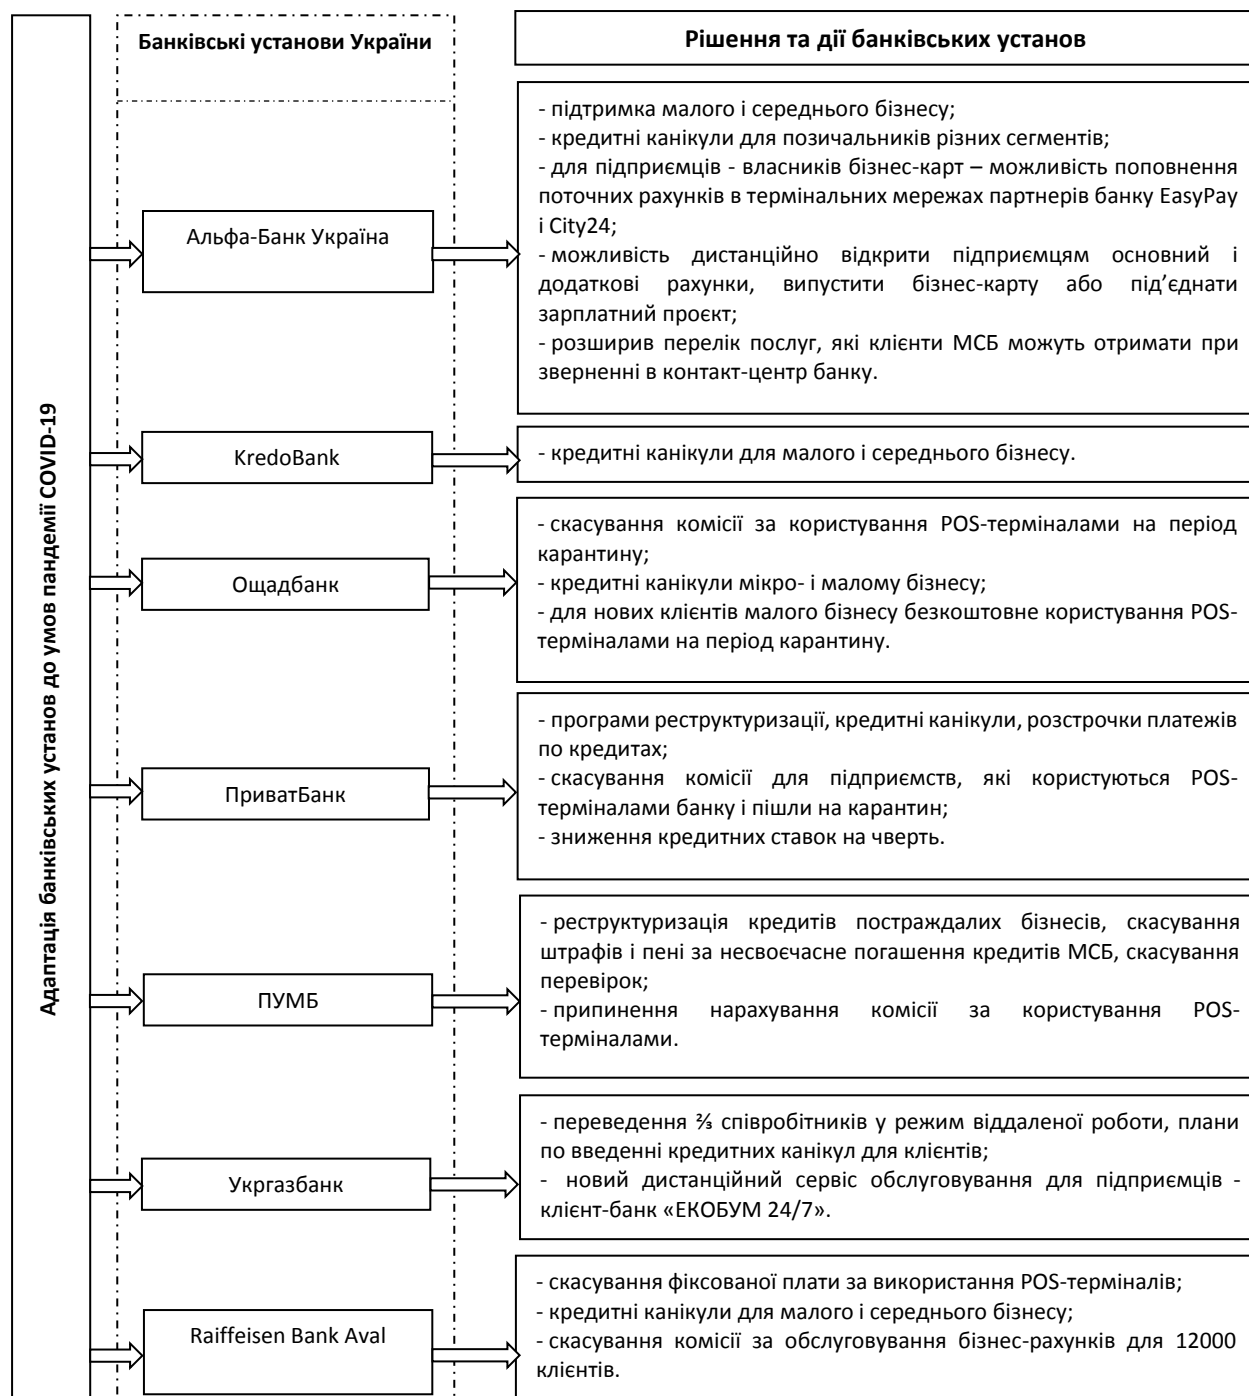 Банківські установи України
Рішення та дії банківських установ
Адаптація банківських установ до умов пандемії COVID-19
Альфа-Банк Україна
- підтримка малого і середнього бізнесу;
- кредитні канікули для позичальників різних сегментів;
- для підприємців - власників бізнес-карт – можливість поповнення
поточних рахунків в термінальних мережах партнерів банку EasyPay
і City24;
- можливість дистанційно відкрити підприємцям основний і
додаткові рахунки, випустити бізнес-карту або під’єднати
зарплатний проєкт;
- розширив перелік послуг, які клієнти МСБ можуть отримати при
зверненні в контакт-центр банку.
KredoBank
- кредитні канікули для малого і середнього бізнесу.
Ощадбанк
- скасування комісії за користування POS-терміналами на період
карантину;
- кредитні канікули мікро- і малому бізнесу;
- для нових клієнтів малого бізнесу безкоштовне користування POS-
терміналами на період карантину.
ПриватБанк
- програми реструктуризації, кредитні канікули, розстрочки платежів
по кредитах;
- скасування комісії для підприємств, які користуються POS-
терміналами банку і пішли на карантин;
- зниження кредитних ставок на чверть.
ПУМБ
- реструктуризація кредитів постраждалих бізнесів, скасування
штрафів і пені за несвоєчасне погашення кредитів МСБ, скасування
перевірок;
- припинення нарахування комісії за користування POS-
терміналами.
Укргазбанк
- переведення ⅔ співробітників у режим віддаленої роботи, плани
по введенні кредитних канікул для клієнтів;
- новий дистанційний сервіс обслуговування для підприємців -
клієнт-банк «ЕКОБУМ 24/7».
Raiffeisen Bank Aval
- скасування фіксованої плати за використання POS-терміналів;
- кредитні канікули для малого і середнього бізнесу;
- скасування комісії за обслуговування бізнес-рахунків для 12000
клієнтів.